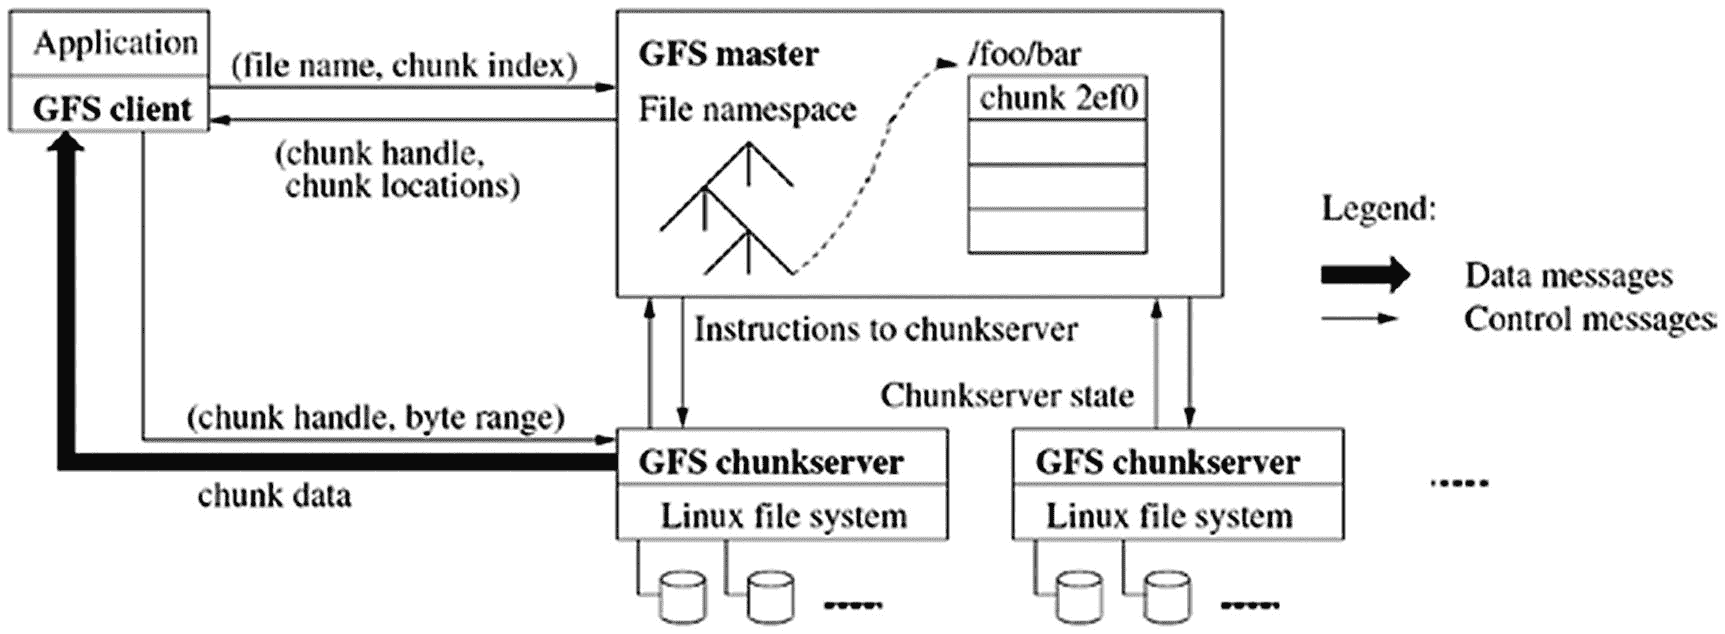 Application
GFS client
(file name, chunk index)
(chunk handle,
chunk locations)
GFS master
File namespace
/foo/bar
chunk 2ef0
Legend:
Data messages
Control messages
Instructions to chunkserver
Chunkserver state
(chunk handle, byte range)
chunk data
GFS chunkserver
Linux file system
GFS chunkserver
Linux file system